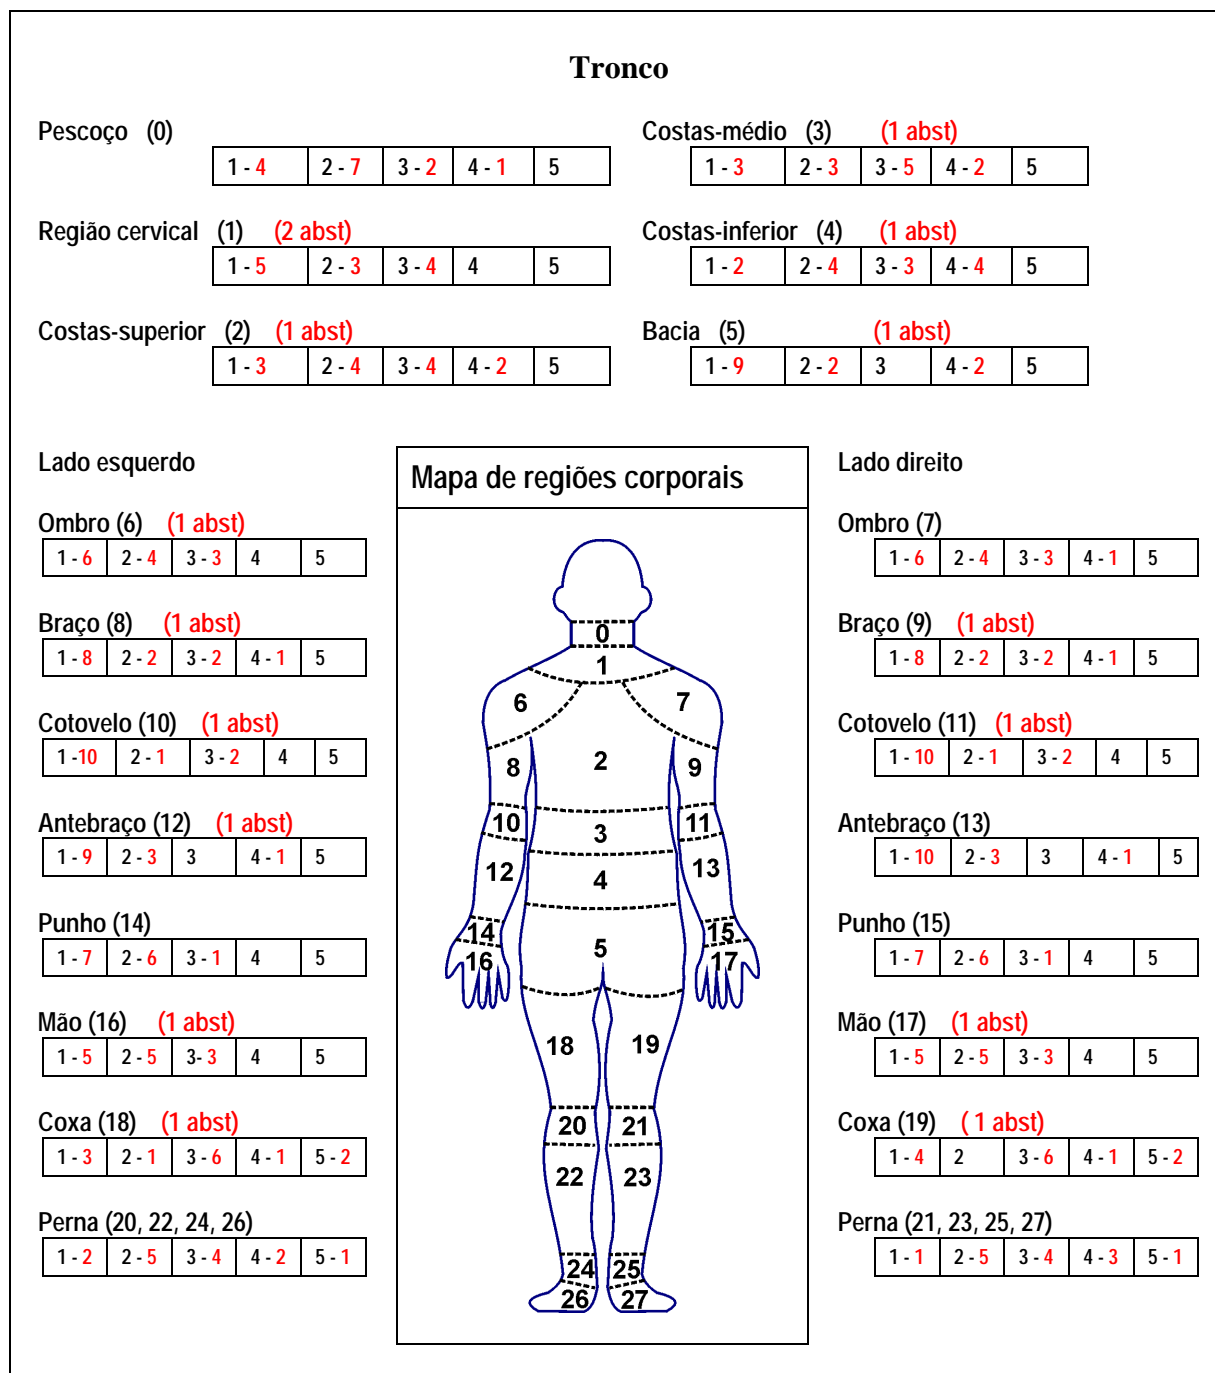 Tronco
Pescoço (0)
1 - 4 2 - 7 3 - 2 4 - 1 5
Costas-médio (3) (1 abst)
1 - 3 2 - 3 3 - 5 4 - 2 5
Região cervical (1) (2 abst)
1 - 5 2 - 3 3 - 4 4 5
Costas-inferior (4) (1 abst)
1 - 2 2 - 4 3 - 3 4 - 4 5
Costas-superior (2) (1 abst)
1 - 3 2 - 4 3 - 4 4 - 2 5
Bacia (5) (1 abst)
1 - 9 2 - 2 3 4 - 2 5
Lado esquerdo
Ombro (6) (1 abst)
1 - 6 2 - 4 3 - 3 4 5
Braço (8) (1 abst)
1 - 8 2 - 2 3 - 2 4 - 1 5
Cotovelo (10) (1 abst)
1 -10 2 - 1 3 - 2 4 5
Antebraço (12) (1 abst)
1 - 9 2 - 3 3 4 - 1 5
Punho (14)
1 - 7 2 - 6 3 - 1 4 5
Mão (16) (1 abst)
1 - 5 2 - 5 3- 3 4 5
Coxa (18) (1 abst)
1 - 3 2 - 1 3 - 6 4 - 1 5 - 2
Perna (20, 22, 24, 26)
1 - 2 2 - 5 3 - 4 4 - 2 5 - 1
Mapa de regiões corporais
0
1
6 7
2
8 9
10 11
3
12 13
4
14 15
5
16 17
18 19
20 21
22 23
24 25
26 27
Lado direito
Ombro (7)
1 - 6 2 - 4 3 - 3 4 - 1 5
Braço (9) (1 abst)
1 - 8 2 - 2 3 - 2 4 - 1 5
Cotovelo (11) (1 abst)
1 - 10 2 - 1 3 - 2 4 5
Antebraço (13)
1 - 10 2 - 3 3 4 - 1 5
Punho (15)
1 - 7 2 - 6 3 - 1 4 5
Mão (17) (1 abst)
1 - 5 2 - 5 3 - 3 4 5
Coxa (19) ( 1 abst)
1 - 4 2 3 - 6 4 - 1 5 - 2
Perna (21, 23, 25, 27)
1 - 1 2 - 5 3 - 4 4 - 3 5 - 1